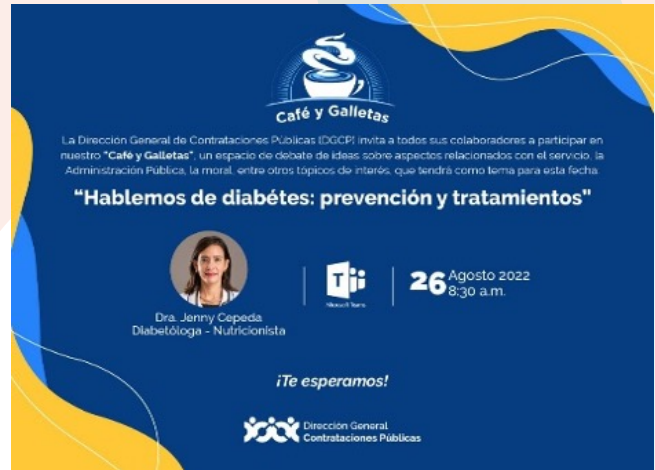 Café y Galletas
La Dirección General de Contrataciones Públicas (DGCP) invita a todos sus colaboradores a participar en
nuestro "Café y Galletas", un espacio de debate de ideas sobre aspectos relacionados con el servicio, la
Administración Pública, la moral, entre otros tópicos de interés, que tendrá como tema para esta fecha:
“Hablemos de diabétes: prevención y tratamientos”
Dra. Jenny Cepeda
Diabetóloga - Nutricionista
T
Microsoft Teams
26 Agosto 2022
8:30 a.m.
¡Te esperamos!
Dirección General
Contrataciones Públicas